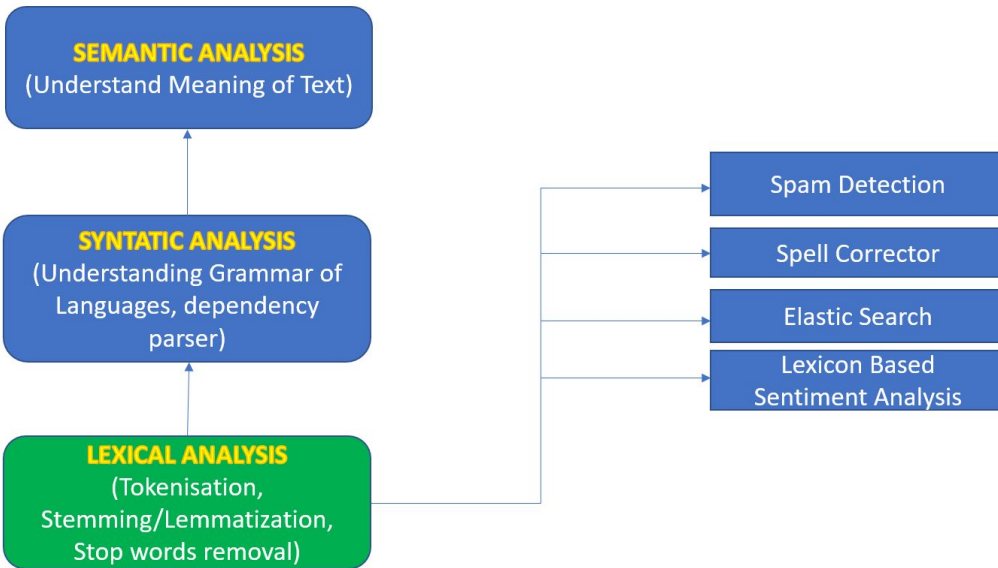 SEMANTIC ANALYSIS
(Understand Meaning of Text)
SYNTATIC ANALYSIS
(Understanding Grammar of
Languages, dependency
parser)
LEXICAL ANALYSIS
(Tokenisation,
Stemming/Lemmatization,
Stop words removal)
Spam Detection
Spell Corrector
Elastic Search
Lexicon Based
Sentiment Analysis